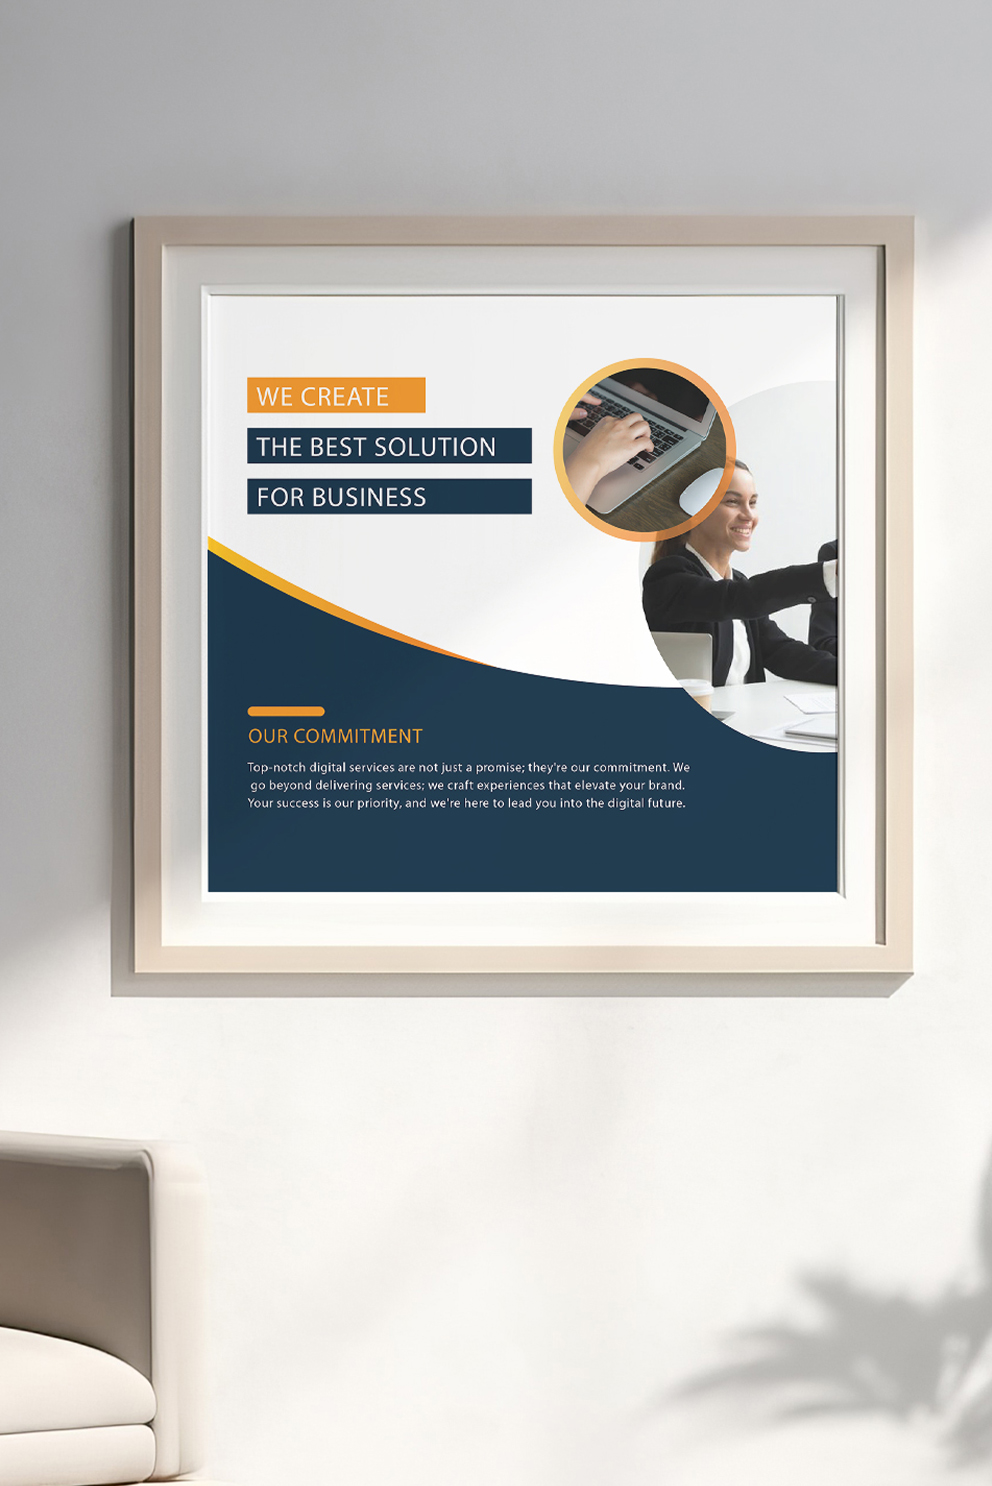 WE CREATE
THE BEST SOLUTION
FOR BUSINESS
OUR COMMITMENT
Top-notch digital services are not just a promise; they're our commitment. We
go beyond delivering services; we craft experiences that elevate your brand.
Your success is our priority, and we're here to lead you into the digital future.